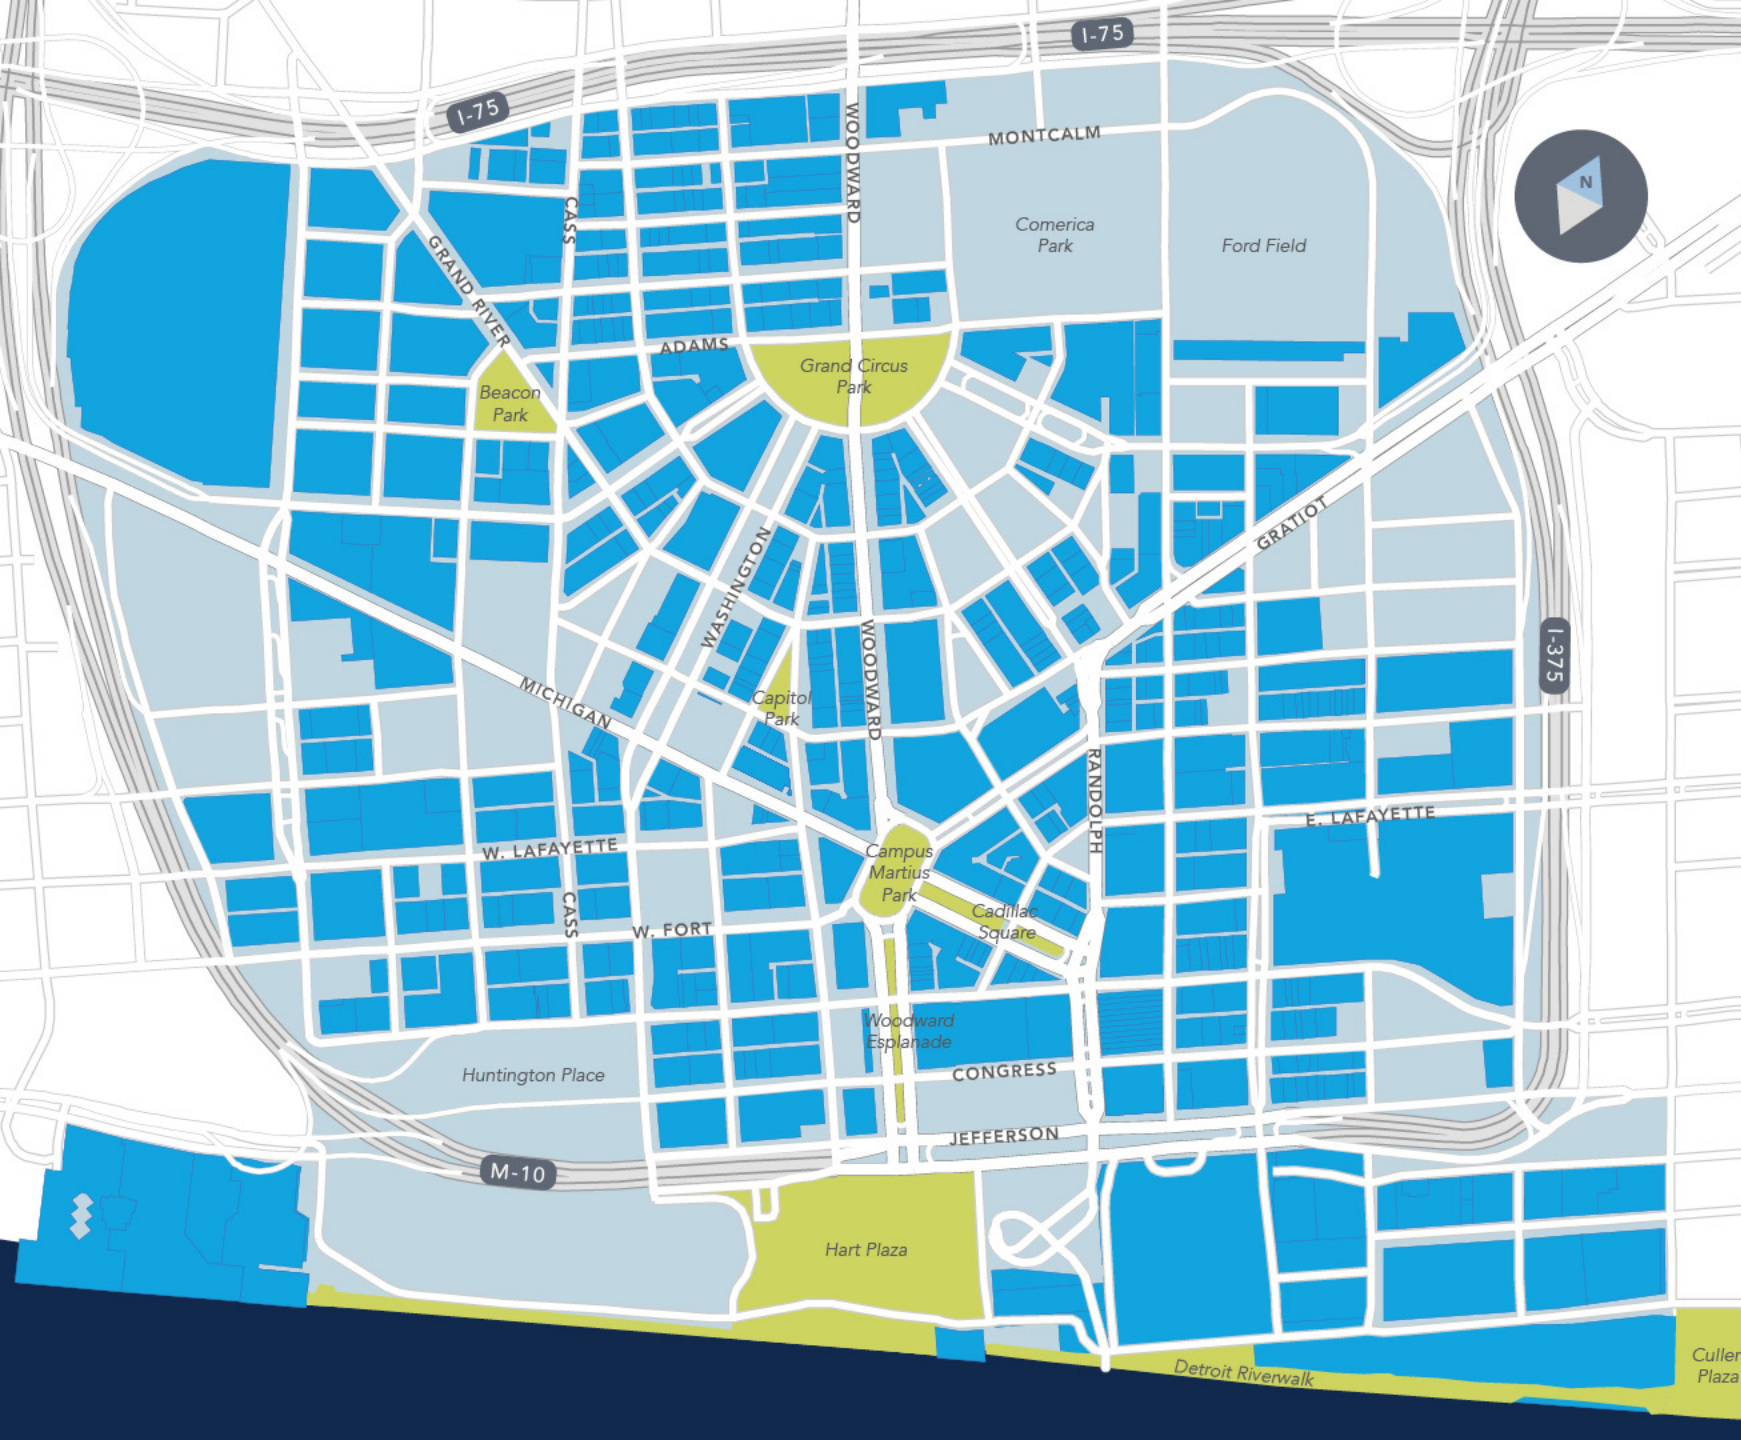 I-75
I-75
WOODWARD
MONTCALM
N
CASS
Comerica
Park
Ford Field
GRAND RIVER
ADAMS
Grand Circus
Park
Beacon
Park
GRATIOT
WASHINGTON
I-375
WOODWARD
MICHIGAN
Capitol
Park
RANDOLPH
E. LAFAYETTE
W. LAFAYETTE
Campus
Martius
Park
CASS
Cadillac
Square
W. FORT
Woodward
Esplanade
Huntington Place
CONGRESS
JEFFERSON
M-10
Hart Plaza
Detroit Riverwalk
Cullen
Plaza